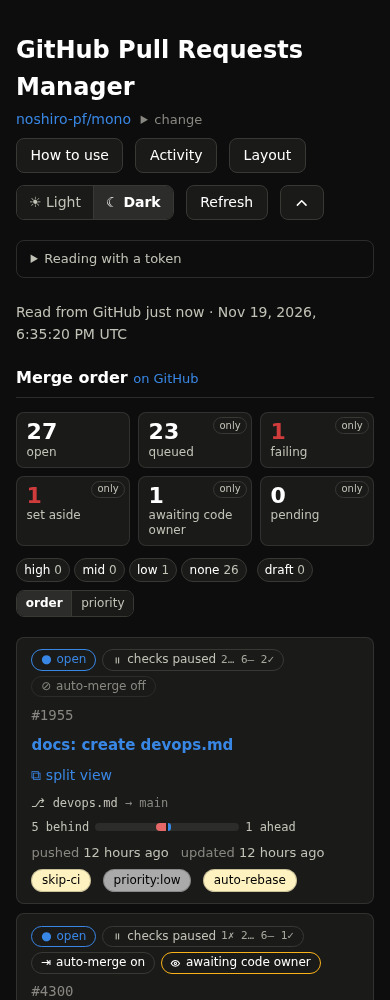 GitHub Pull Requests
Manager
noshiro-pf/mono ▶ change
How to use Activity Layout
☀ Light ☾ Dark Refresh
▶ Reading with a token
Read from GitHub just now · Nov 19, 2026,
6:35:20 PM UTC
Merge order on GitHub
27 open
23 queued only
1 failing only
1 set aside only
1 awaiting code owner only
0 pending only
high 0 mid 0 low 1 none 26 draft 0
order priority
open ⏸ checks paused 2… 6— 2✓
⊘ auto-merge off
#1955
docs: create devops.md
⧉ split view
⎇ devops.md → main
5 behind 1 ahead
pushed 12 hours ago updated 12 hours ago
skip-ci priority:low auto-rebase
open ⏸ checks paused 1✗ 2… 6— 1✓
⇥ auto-merge on awaiting code owner
#4300